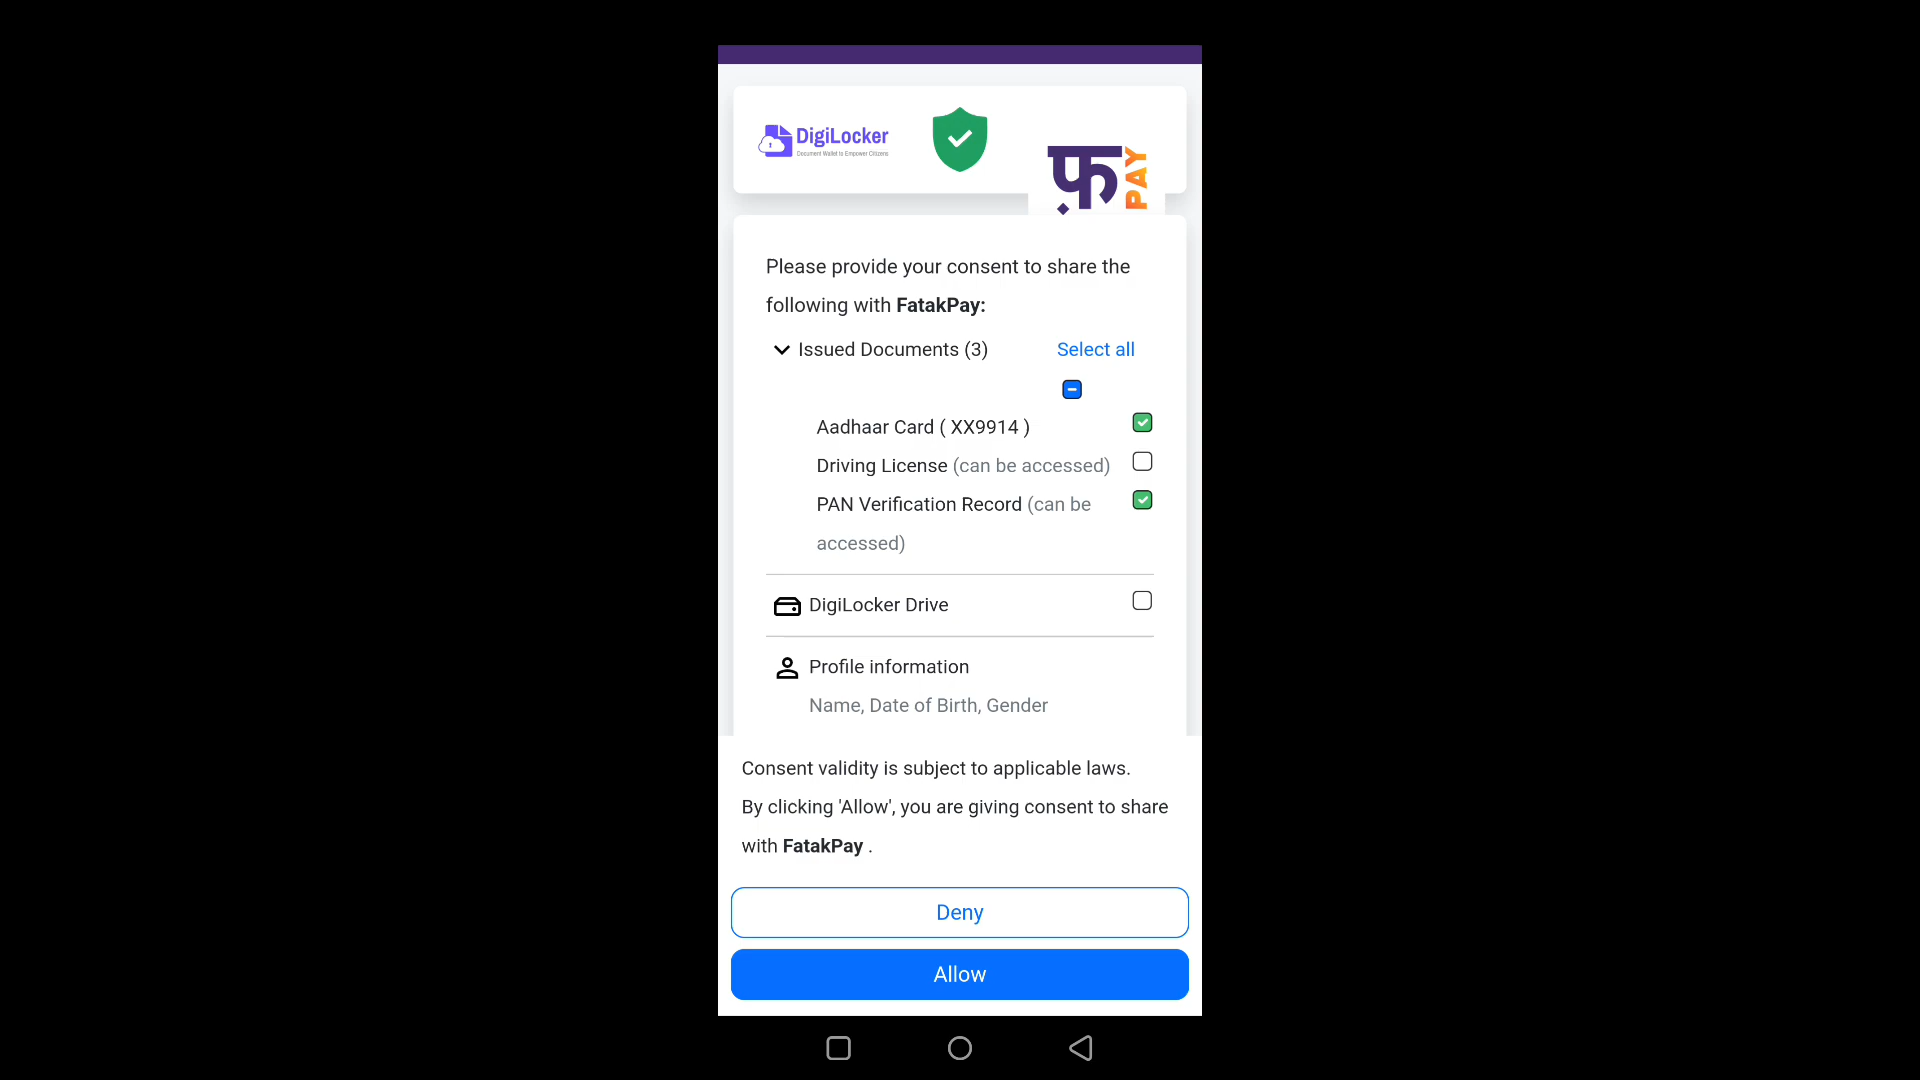 DigiLocker
Document Wallet to Empower Citizens
फ़
PAY
Please provide your consent to share the
following with FatakPay:
Issued Documents (3)
Select all
Aadhaar Card ( XX9914 )
Driving License (can be accessed)
PAN Verification Record (can be
accessed)
DigiLocker Drive
Profile information
Name, Date of Birth, Gender
Consent validity is subject to applicable laws.
By clicking 'Allow', you are giving consent to share
with FatakPay .
Deny
Allow